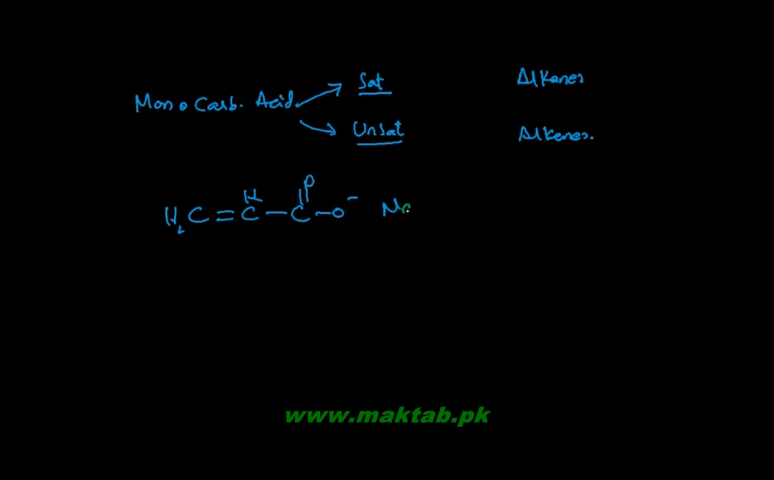 Sat Alkanes
Mono Carb. Acid
Unsat Alkenes.
H O
H2C = C — C — O⁻ Na
www.maktab.pk